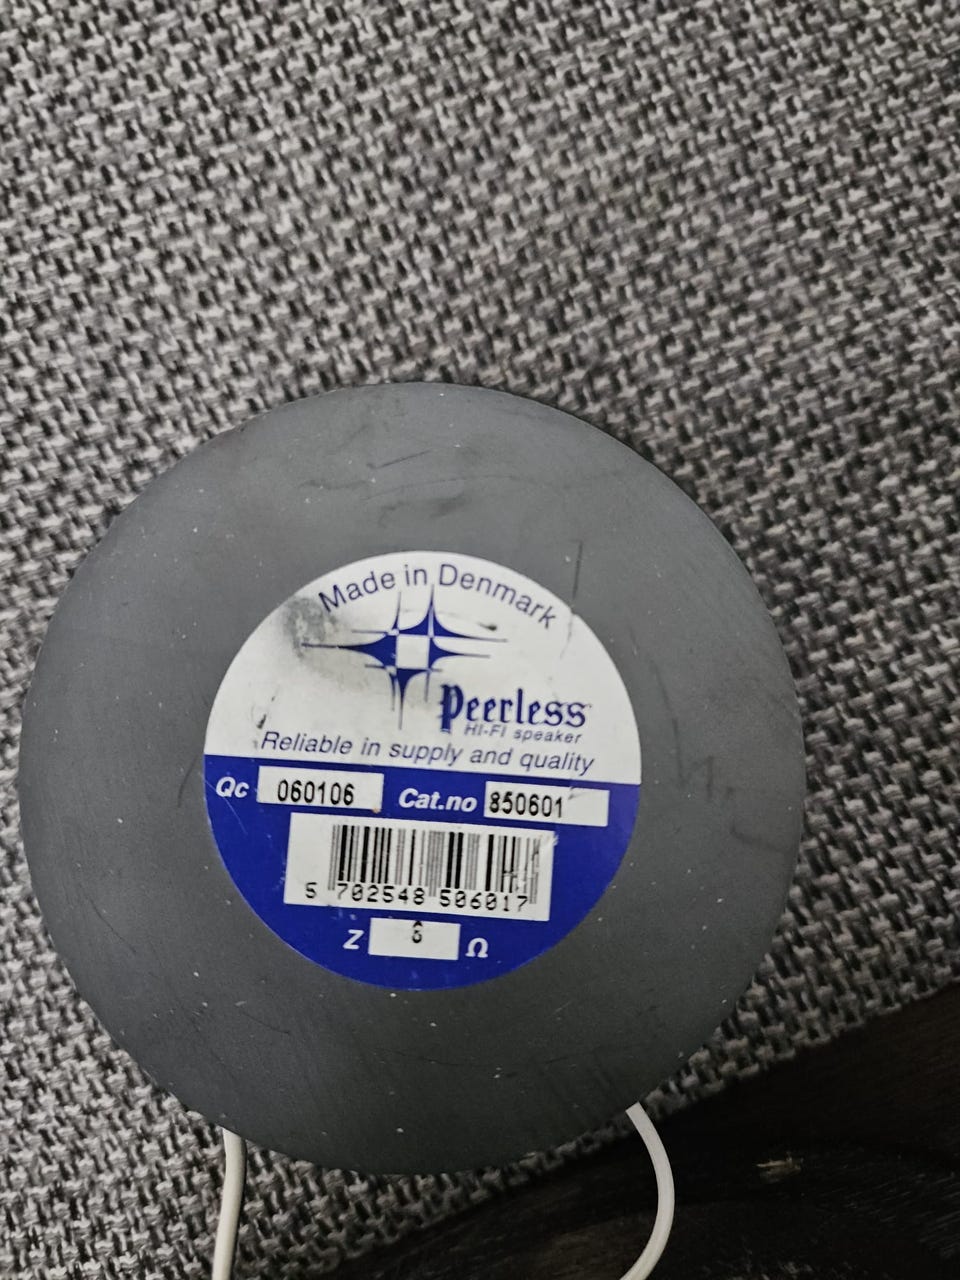 Made in Denmark
Peerless
HI-FI speaker
Reliable in supply and quality
Qc 060106 Cat.no 850601
5 702548 506017
Z 8 Ω